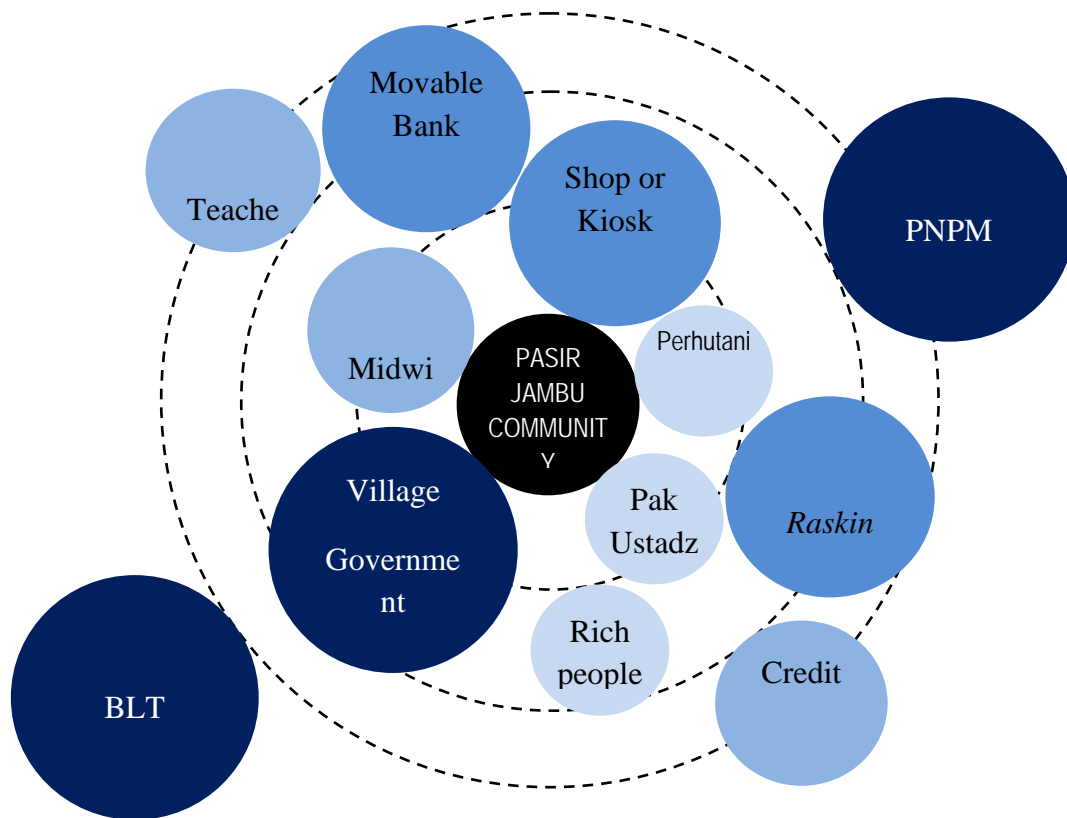 Movable
Bank
Shop or
Kiosk
Teache
PNPM
Midwi
PASIR
JAMBU
COMMUNIT
Y
Perhutani
Village
Governme
nt
Pak
Ustadz
Raskin
Rich
people
Credit
BLT